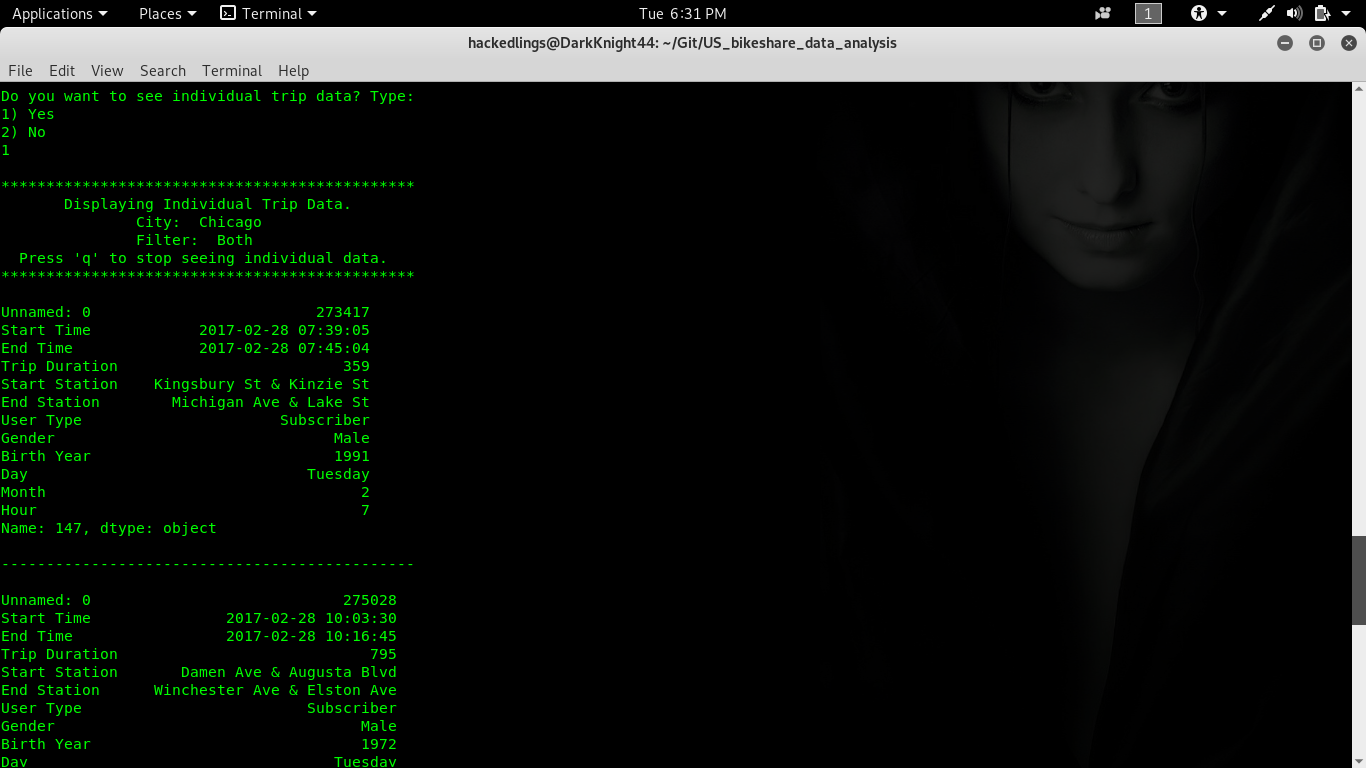 Applications Places Terminal Tue 6:31 PM 1
hackedlings@DarkKnight44: ~/Git/US_bikeshare_data_analysis
File Edit View Search Terminal Help
Do you want to see individual trip data? Type:
1) Yes
2) No
1
**********************************************
Displaying Individual Trip Data.
City:  Chicago
Filter:  Both
Press 'q' to stop seeing individual data.
**********************************************
Unnamed: 0 273417
Start Time 2017-02-28 07:39:05
End Time 2017-02-28 07:45:04
Trip Duration 359
Start Station Kingsbury St & Kinzie St
End Station Michigan Ave & Lake St
User Type Subscriber
Gender Male
Birth Year 1991
Day Tuesday
Month 2
Hour 7
Name: 147, dtype: object
----------------------------------------------
Unnamed: 0 275028
Start Time 2017-02-28 10:03:30
End Time 2017-02-28 10:16:45
Trip Duration 795
Start Station Damen Ave & Augusta Blvd
End Station Winchester Ave & Elston Ave
User Type Subscriber
Gender Male
Birth Year 1972
Day Tuesday